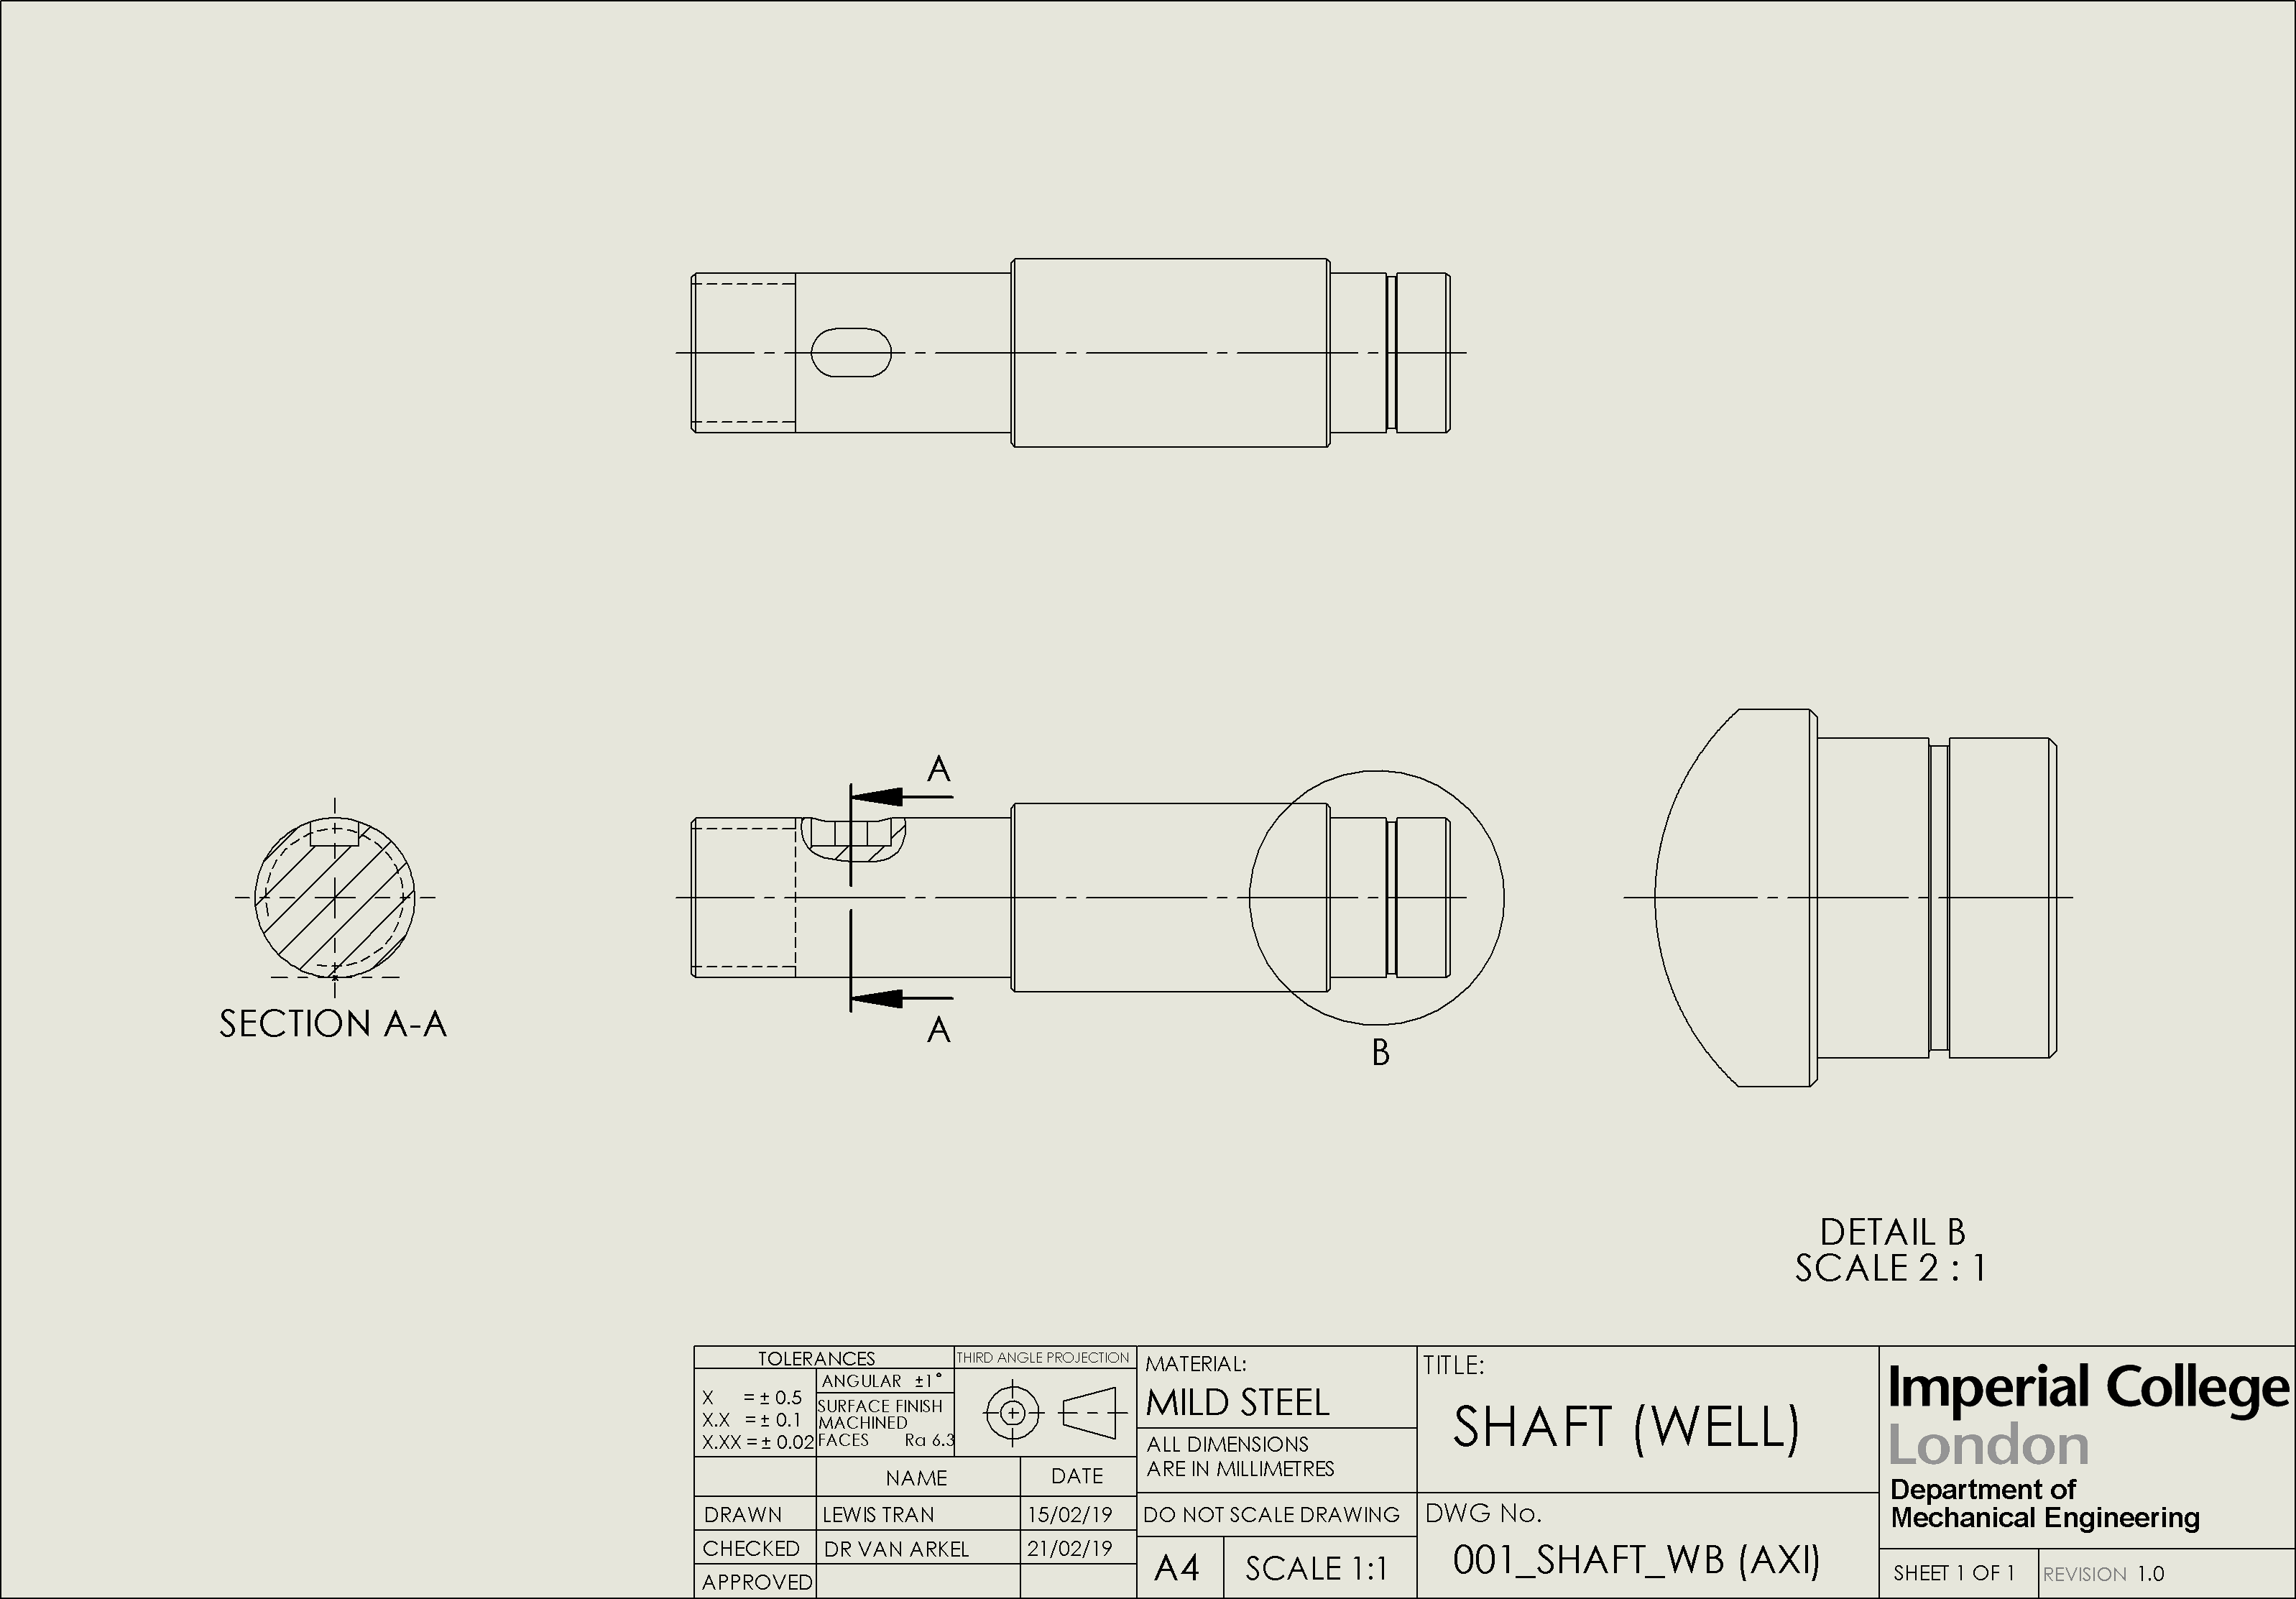 A
A
B
SECTION A-A
DETAIL B
SCALE 2 : 1
TOLERANCES
X = ± 0.5
X.X = ± 0.1
X.XX = ± 0.02
ANGULAR ±1°
SURFACE FINISH
MACHINED
FACES Ra 6.3
THIRD ANGLE PROJECTION
NAME DATE
DRAWN LEWIS TRAN 15/02/19
CHECKED DR VAN ARKEL 21/02/19
APPROVED
MATERIAL:
MILD STEEL
ALL DIMENSIONS
ARE IN MILLIMETRES
DO NOT SCALE DRAWING
A4 SCALE 1:1
TITLE:
SHAFT (WELL)
DWG No.
001_SHAFT_WB (AXI)
Imperial College
London
Department of
Mechanical Engineering
SHEET 1 OF 1 REVISION 1.0